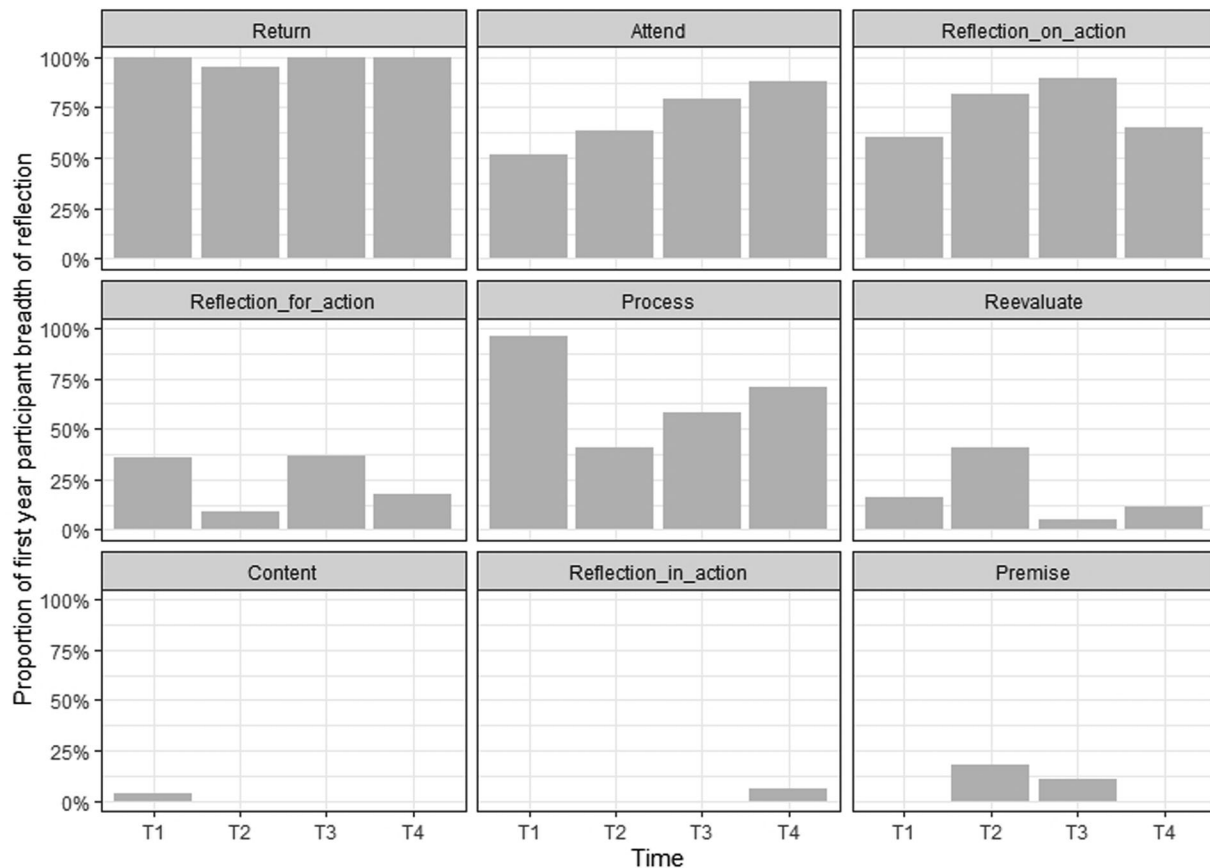 Return
Attend
Reflection_on_action
100%
75%
50%
25%
0%
Reflection_for_action
Process
Reevaluate
100%
75%
50%
25%
0%
Content
Reflection_in_action
Premise
100%
75%
50%
25%
0%
T1 T2 T3 T4
T1 T2 T3 T4
T1 T2 T3 T4
Time
Proportion of first year participant breadth of reflection